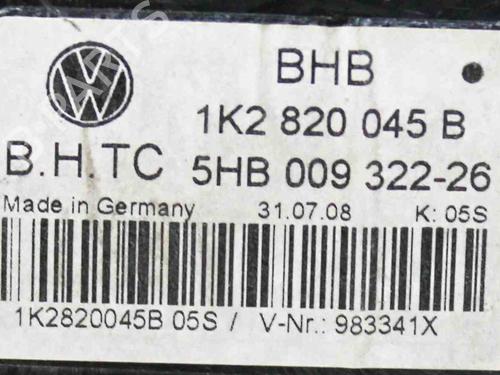 BHB
1K2 820 045 B
B.H.TC 5HB 009 322-26
Made in Germany 31.07.08 K: 05S
1K2820045B 05S / V-Nr.: 983341X